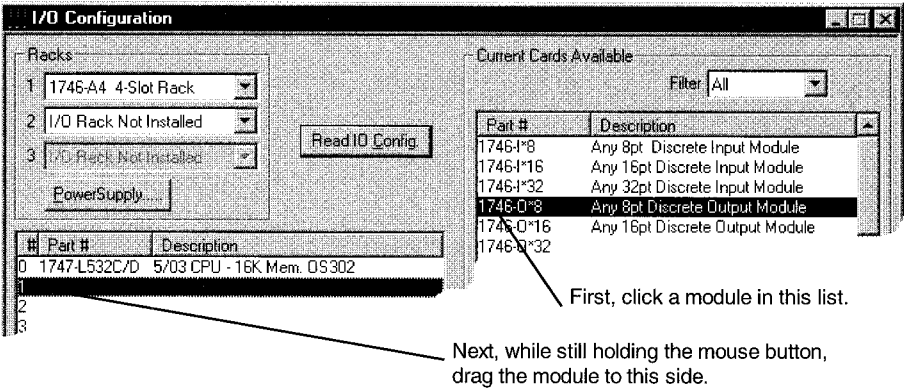 I/O Configuration
Racks
1 1746-A4 4-Slot Rack
2 I/O Rack Not Installed
3 I/O Rack Not Installed
PowerSupply.....
Read IO Config.
Current Cards Available
Filter All
Part # Description
1746-I*8 Any 8pt Discrete Input Module
1746-I*16 Any 16pt Discrete Input Module
1746-I*32 Any 32pt Discrete Input Module
1746-O*8 Any 8pt Discrete Output Module
1746-O*16 Any 16pt Discrete Output Module
1746-O*32
# Part # Description
0 1747-L532C/D 5/03 CPU - 16K Mem. OS302
1
2
3
First, click a module in this list.
Next, while still holding the mouse button,
drag the module to this side.